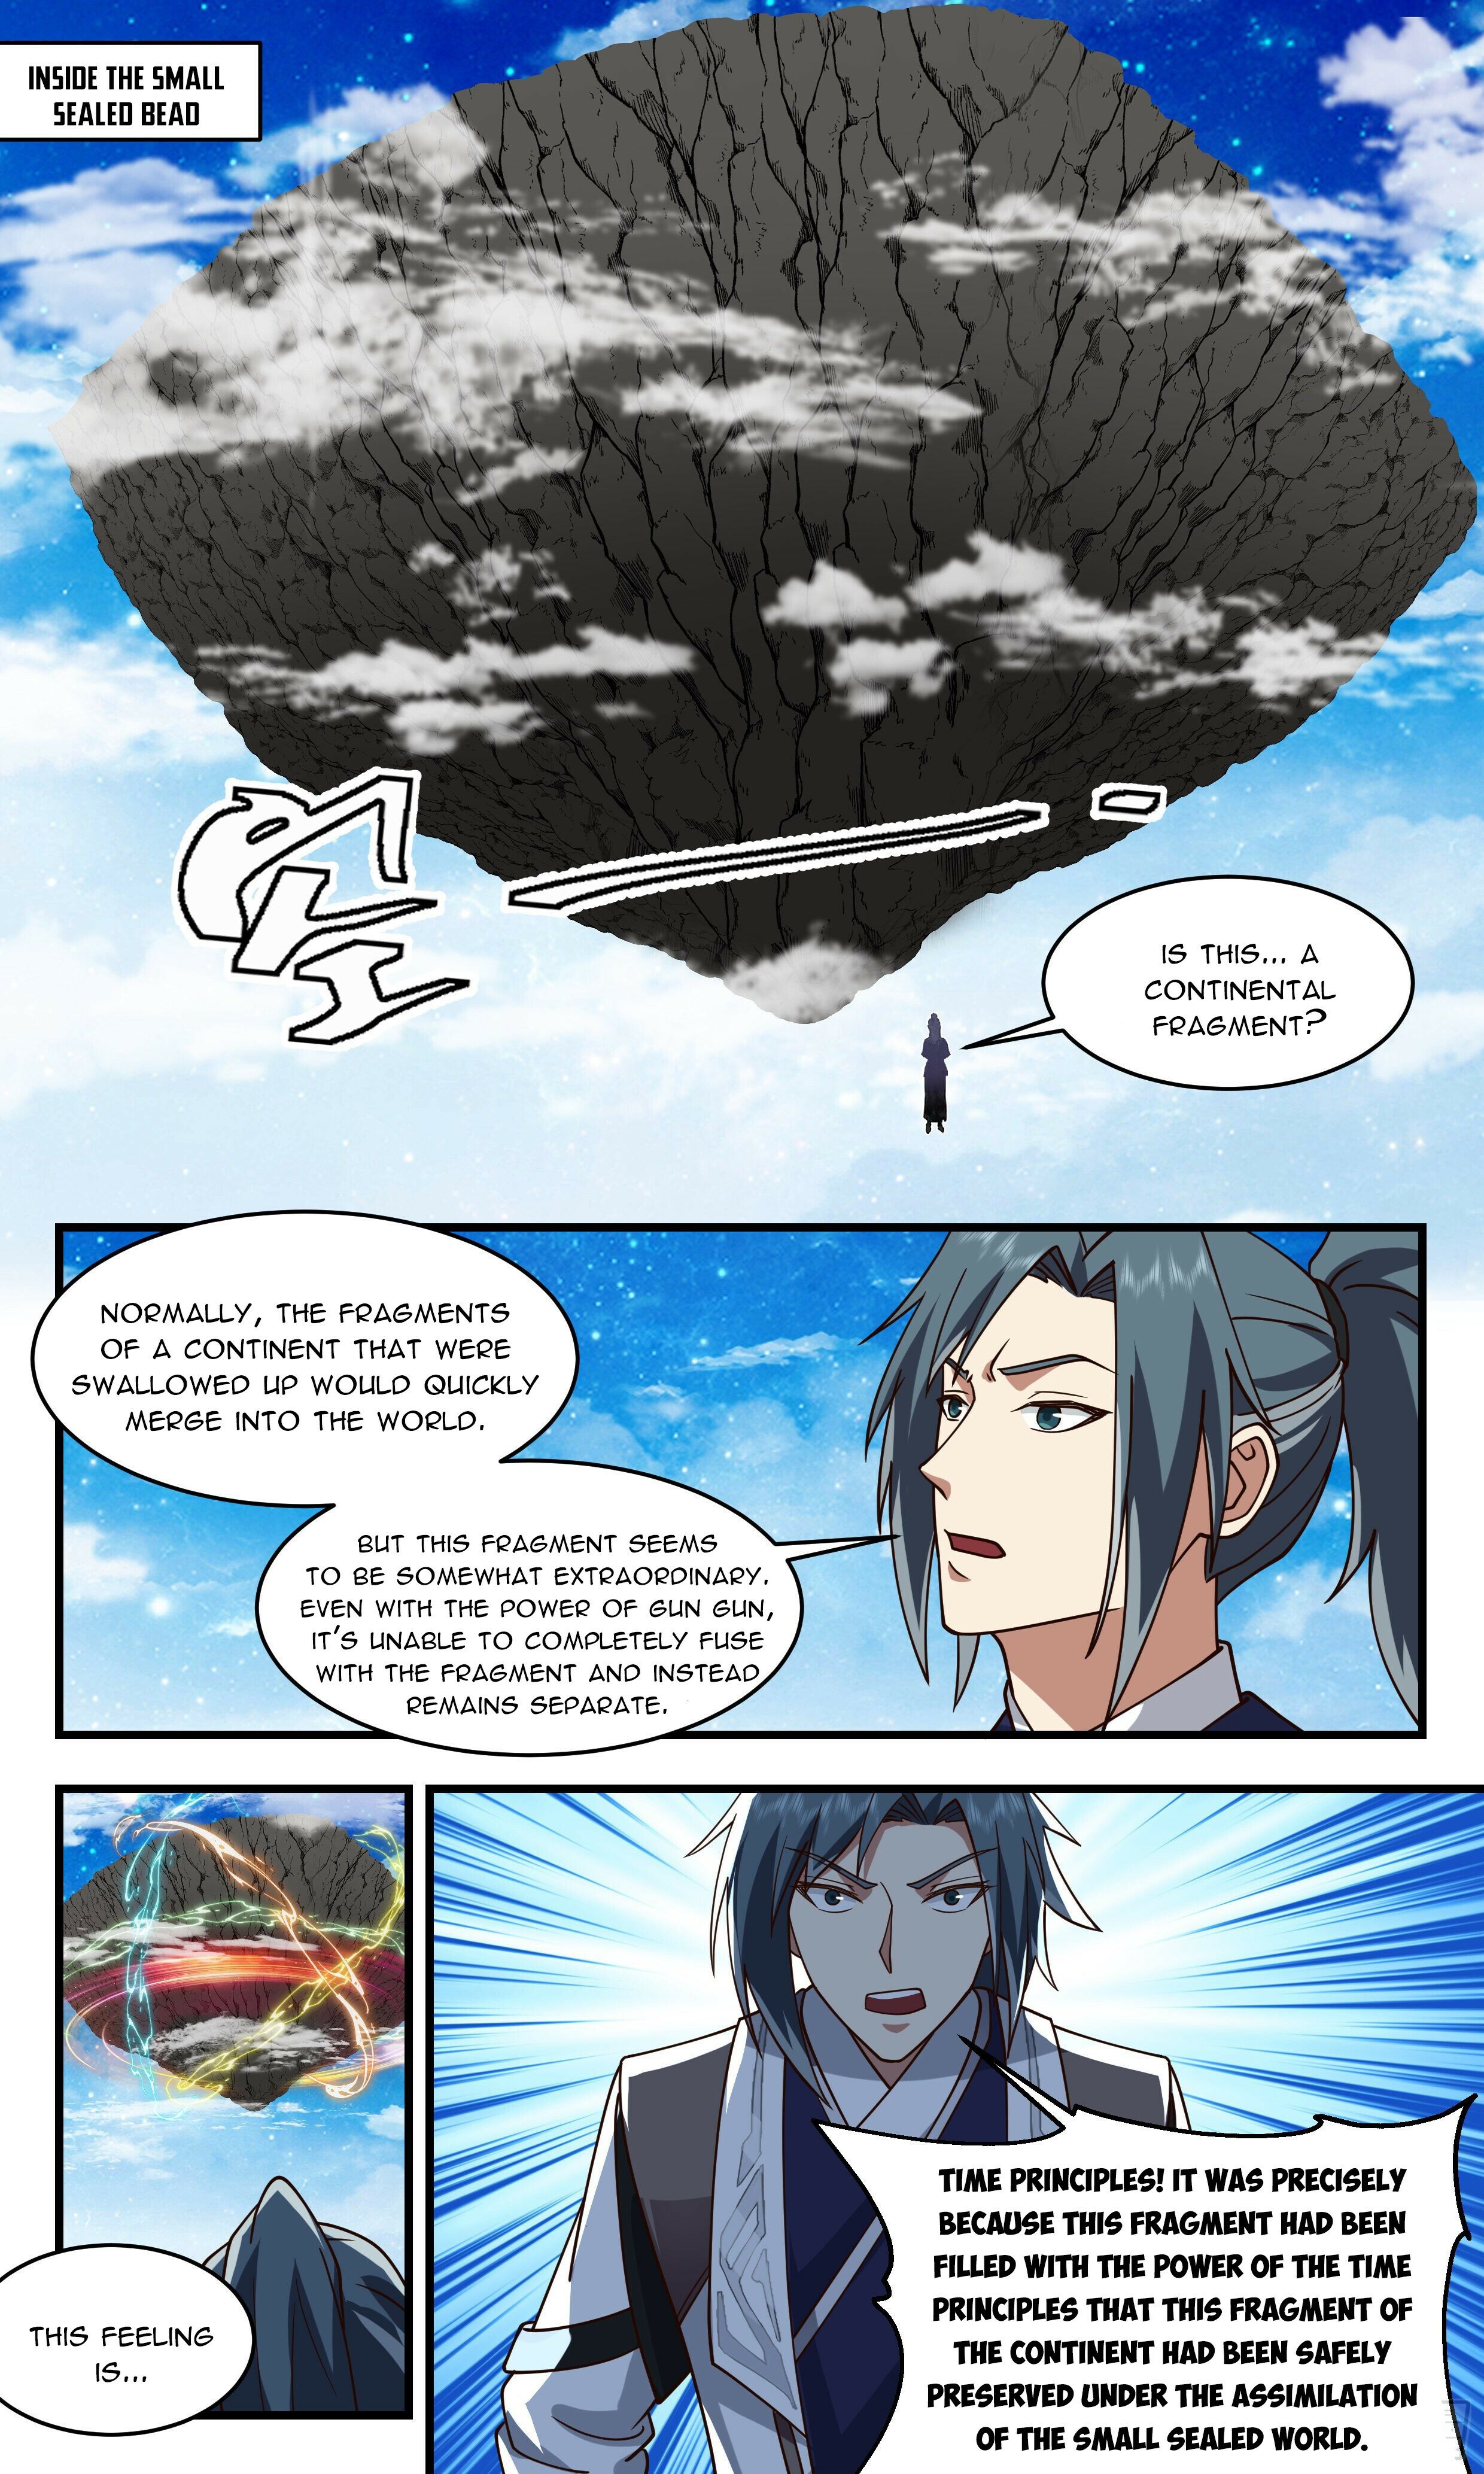 INSIDE THE SMALL
SEALED BEAD
IS THIS... A
CONTINENTAL
FRAGMENT?
NORMALLY, THE FRAGMENTS
OF A CONTINENT THAT WERE
SWALLOWED UP WOULD QUICKLY
MERGE INTO THE WORLD.
BUT THIS FRAGMENT SEEMS
TO BE SOMEWHAT EXTRAORDINARY.
EVEN WITH THE POWER OF GUN GUN,
IT'S UNABLE TO COMPLETELY FUSE
WITH THE FRAGMENT AND INSTEAD
REMAINS SEPARATE.
THIS FEELING
IS...
TIME PRINCIPLES! IT WAS PRECISELY
BECAUSE THIS FRAGMENT HAD BEEN
FILLED WITH THE POWER OF THE TIME
PRINCIPLES THAT THIS FRAGMENT OF
THE CONTINENT HAD BEEN SAFELY
PRESERVED UNDER THE ASSIMILATION
OF THE SMALL SEALED WORLD.